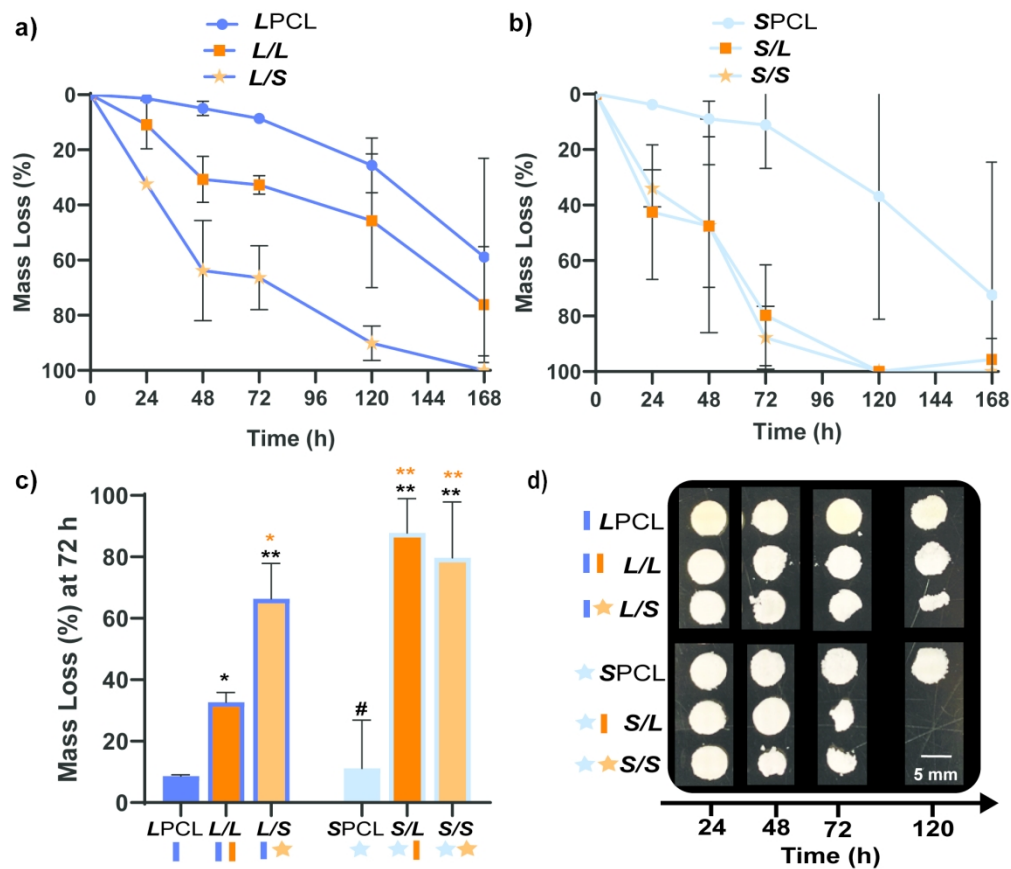 a)
LPCL
L/L
L/S
0
20
40
60
80
100
Mass Loss (%)
0 24 48 72 96 120 144 168
Time (h)
b)
SPCL
S/L
S/S
0
20
40
60
80
100
Mass Loss (%)
0 24 48 72 96 120 144 168
Time (h)
c)
100
80
60
40
20
0
Mass Loss (%) at 72 h
*
*
**
#
**
**
**
**
LPCL L/L L/S SPCL S/L S/S
d)
LPCL
L/L
L/S
SPCL
S/L
S/S
5 mm
24 48 72 120
Time (h)